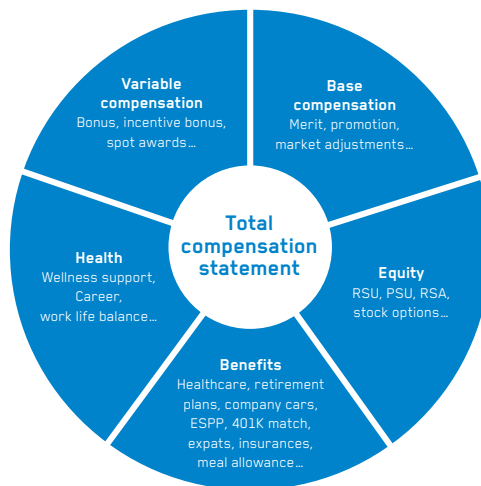 Variable
compensation
Bonus, incentive bonus,
spot awards...
Base
compensation
Merit, promotion,
market adjustments...
Total
compensation
statement
Health
Wellness support,
Career,
work life balance...
Equity
RSU, PSU, RSA,
stock options...
Benefits
Healthcare, retirement
plans, company cars,
ESPP, 401K match,
expats, insurances,
meal allowance...